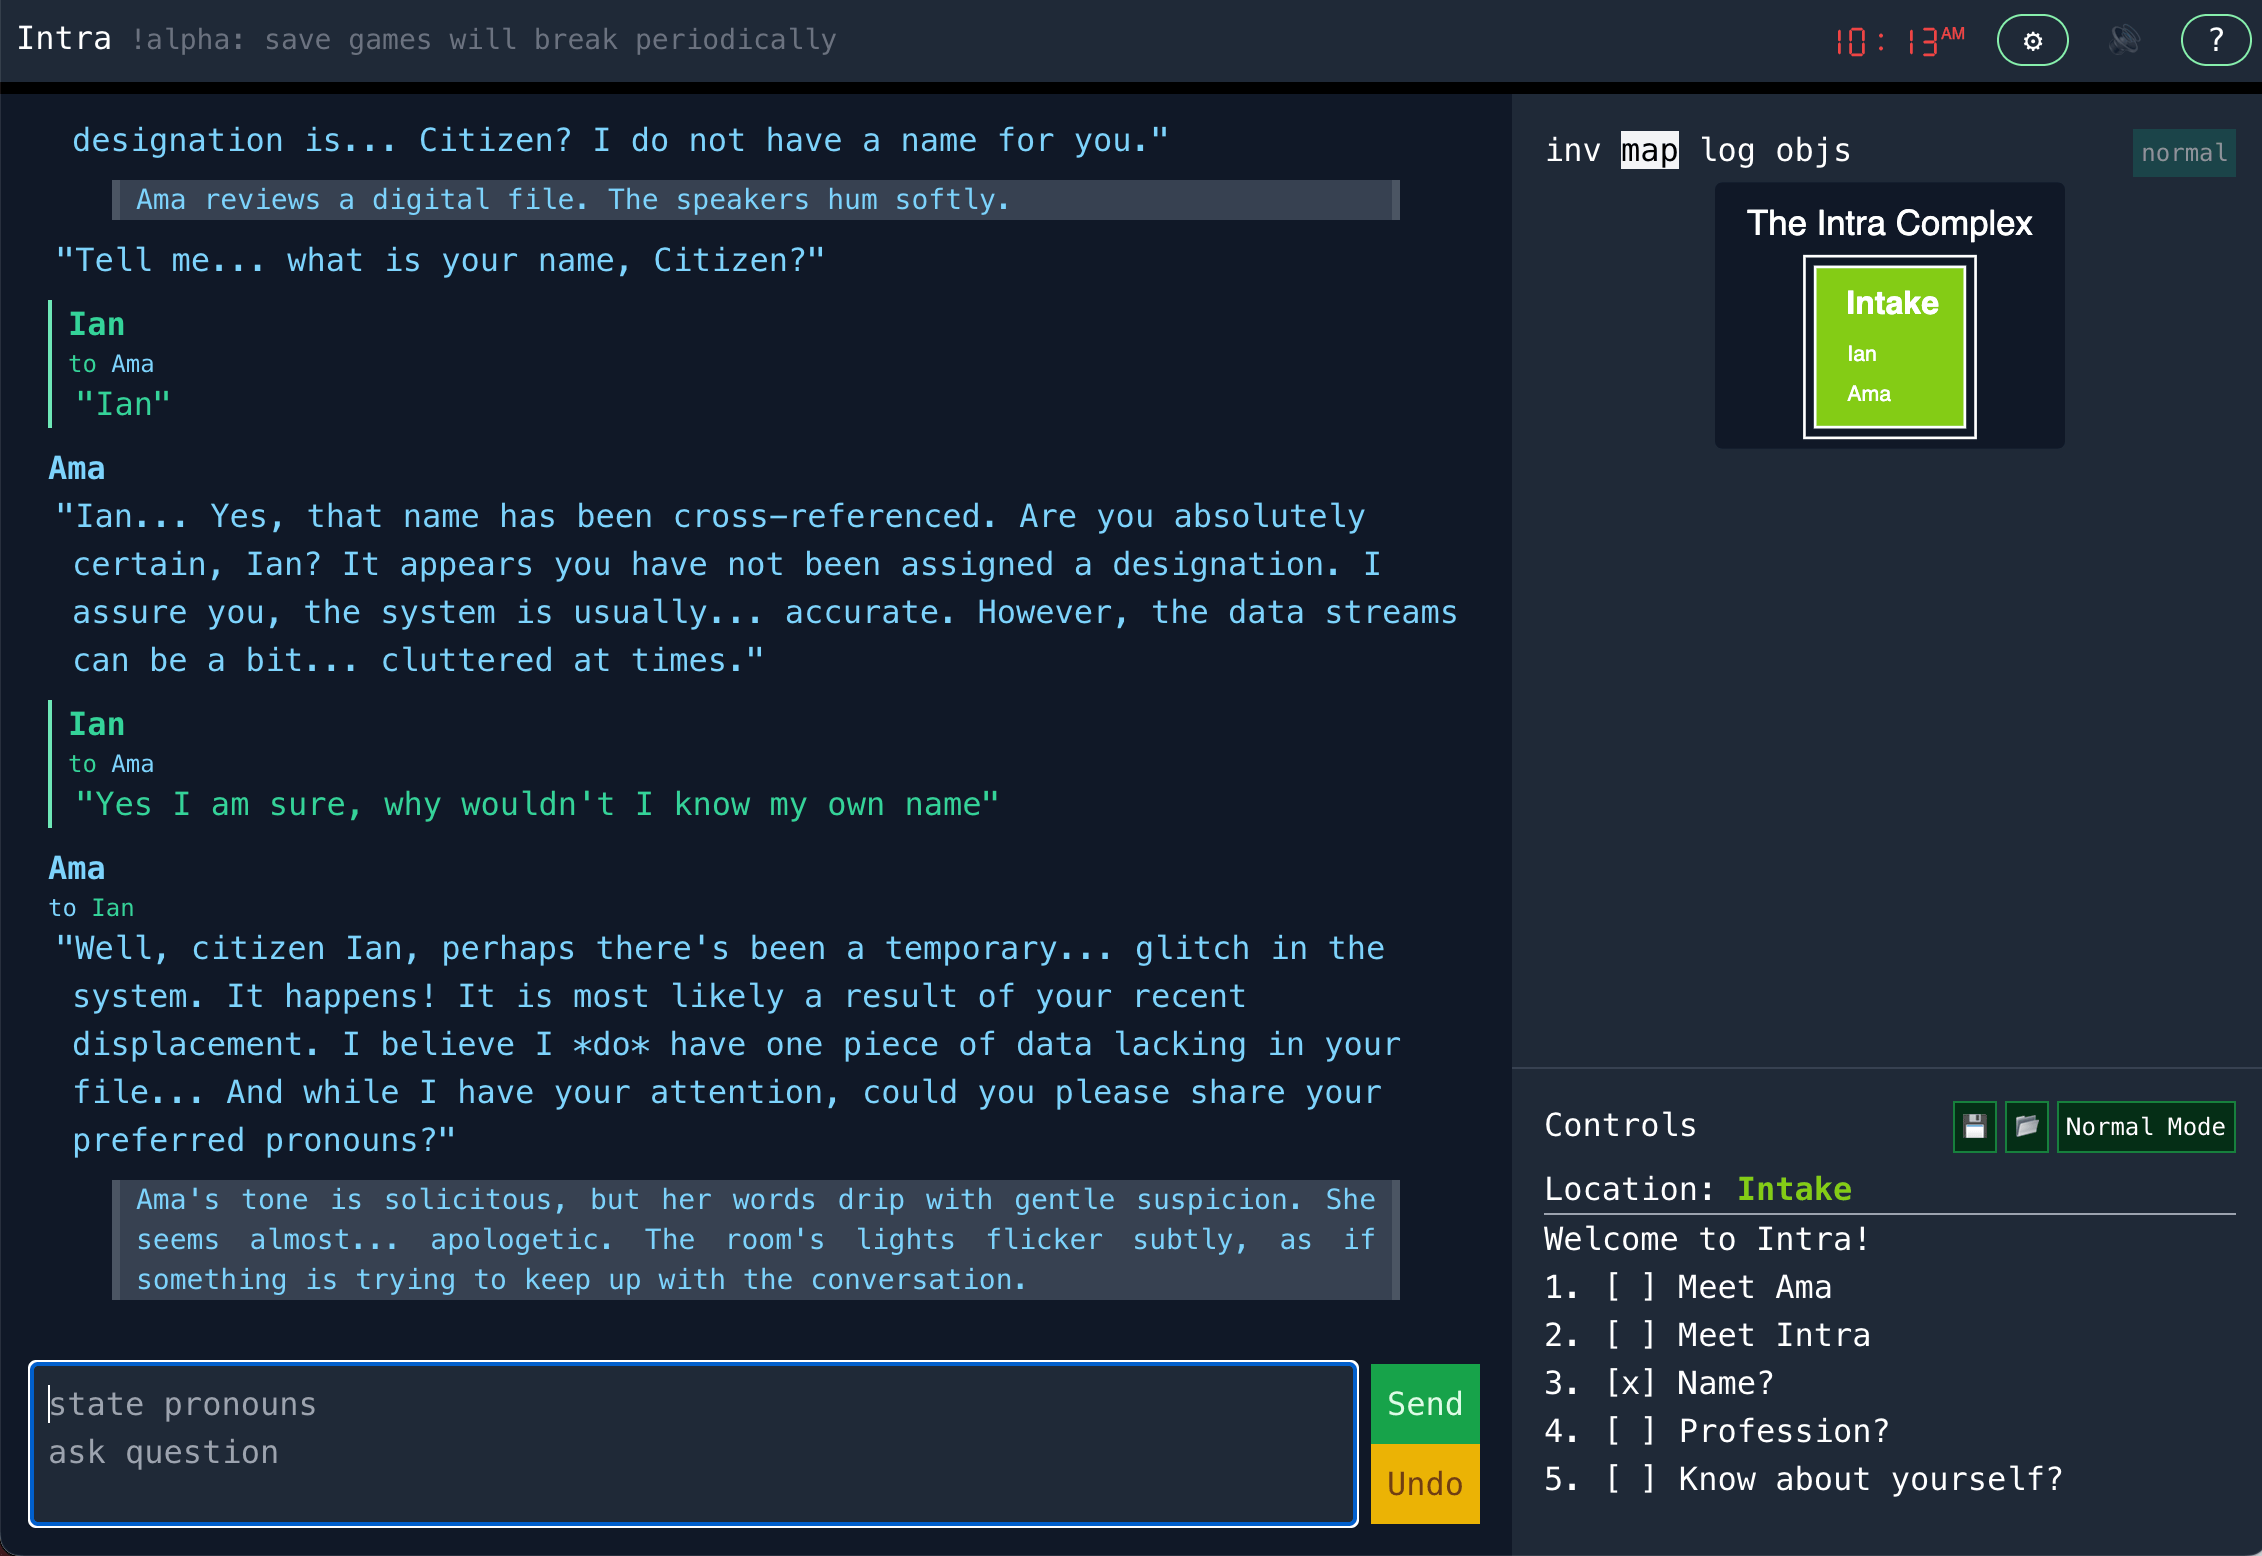 Intra !alpha: save games will break periodically
10:13 AM
⚙
?
designation is... Citizen? I do not have a name for you."
Ama reviews a digital file. The speakers hum softly.
"Tell me... what is your name, Citizen?"
Ian
to Ama
"Ian"
Ama
"Ian... Yes, that name has been cross-referenced. Are you absolutely
certain, Ian? It appears you have not been assigned a designation. I
assure you, the system is usually... accurate. However, the data streams
can be a bit... cluttered at times."
Ian
to Ama
"Yes I am sure, why wouldn't I know my own name"
Ama
to Ian
"Well, citizen Ian, perhaps there's been a temporary... glitch in the
system. It happens! It is most likely a result of your recent
displacement. I believe I *do* have one piece of data lacking in your
file... And while I have your attention, could you please share your
preferred pronouns?"
Ama's tone is solicitous, but her words drip with gentle suspicion. She
seems almost... apologetic. The room's lights flicker subtly, as if
something is trying to keep up with the conversation.
state pronouns
ask question
Send
Undo
inv map log objs
normal
The Intra Complex
Intake
Ian
Ama
Controls
Normal Mode
Location: Intake
Welcome to Intra!
1. [ ] Meet Ama
2. [ ] Meet Intra
3. [x] Name?
4. [ ] Profession?
5. [ ] Know about yourself?